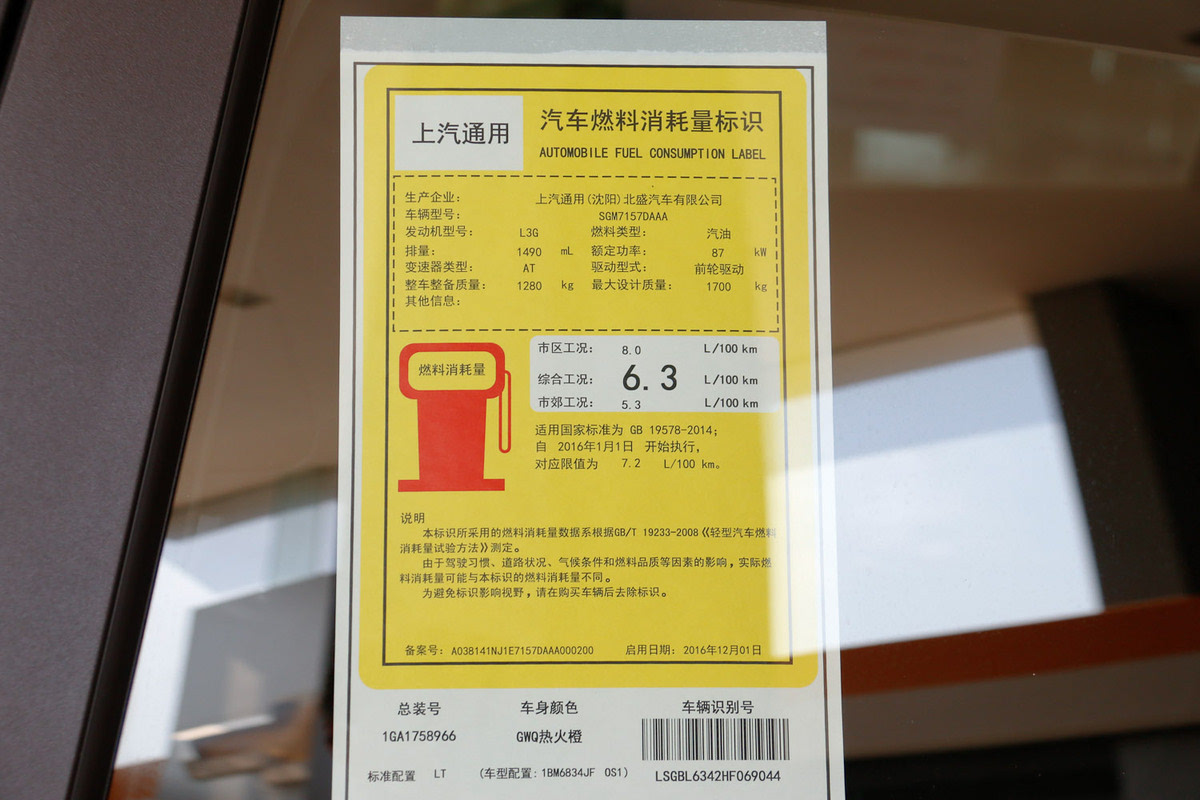 上汽通用
汽车燃料消耗量标识
AUTOMOBILE FUEL CONSUMPTION LABEL
生产企业: 上汽通用(沈阳)北盛汽车有限公司
车辆型号: SGM7157DAAA
发动机型号: L3G 燃料类型: 汽油
排量: 1490 mL 额定功率: 87 kW
变速器类型: AT 驱动型式: 前轮驱动
整车整备质量: 1280 kg 最大设计质量: 1700 kg
其他信息:
燃料消耗量
市区工况: 8.0 L/100 km
综合工况: 6.3 L/100 km
市郊工况: 5.3 L/100 km
适用国家标准为 GB 19578-2014;
自 2016年1月1日 开始执行,
对应限值为 7.2 L/100 km。
说明
本标识所采用的燃料消耗量数据系根据GB/T 19233-2008《轻型汽车燃料
消耗量试验方法》测定。
由于驾驶习惯、道路状况、气候条件和燃料品质等因素的影响,实际燃
料消耗量可能与本标识的燃料消耗量不同。
为避免标识影响视野,请在购买车辆后去除标识。
备案号: A038141NJ1E7157DAAA000200 启用日期: 2016年12月01日
总装号 车身颜色 车辆识别号
1GA1758966 GWQ热火橙
标准配置 LT (车型配置: 1BM6834JF OS1) LSGBL6342HF069044